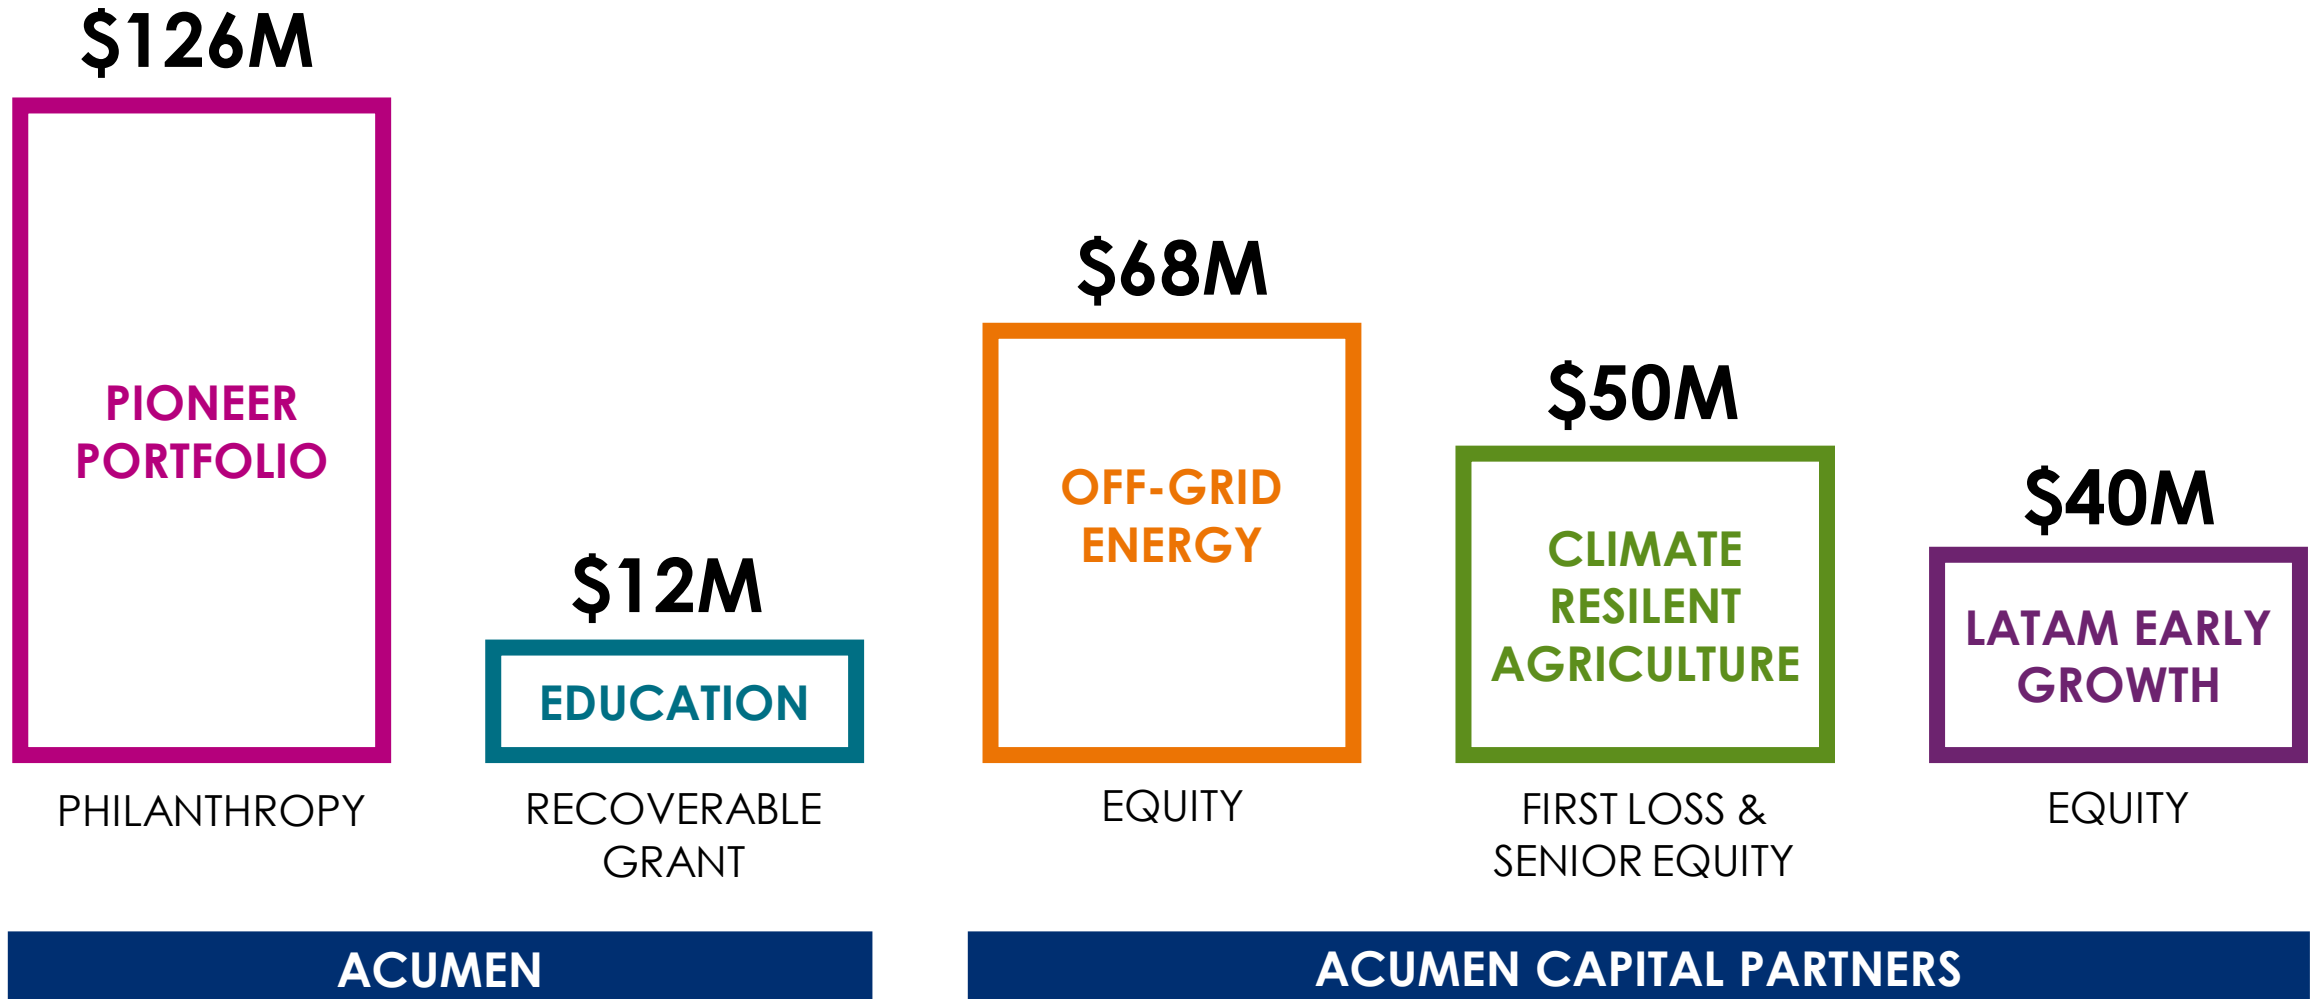 $126M
PIONEER
PORTFOLIO
PHILANTHROPY
$12M
EDUCATION
RECOVERABLE
GRANT
ACUMEN
$68M
OFF-GRID
ENERGY
EQUITY
$50M
CLIMATE
RESILENT
AGRICULTURE
FIRST LOSS &
SENIOR EQUITY
$40M
LATAM EARLY
GROWTH
EQUITY
ACUMEN CAPITAL PARTNERS